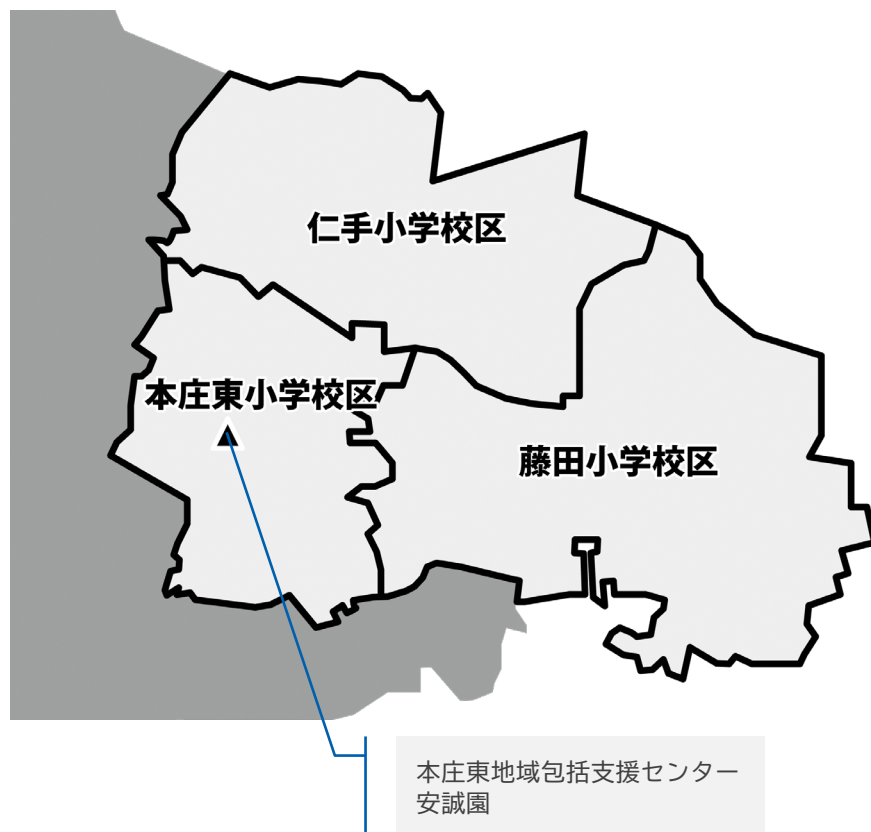 仁手小学校区
本庄東小学校区
藤田小学校区
本庄東地域包括支援センター
安誠園